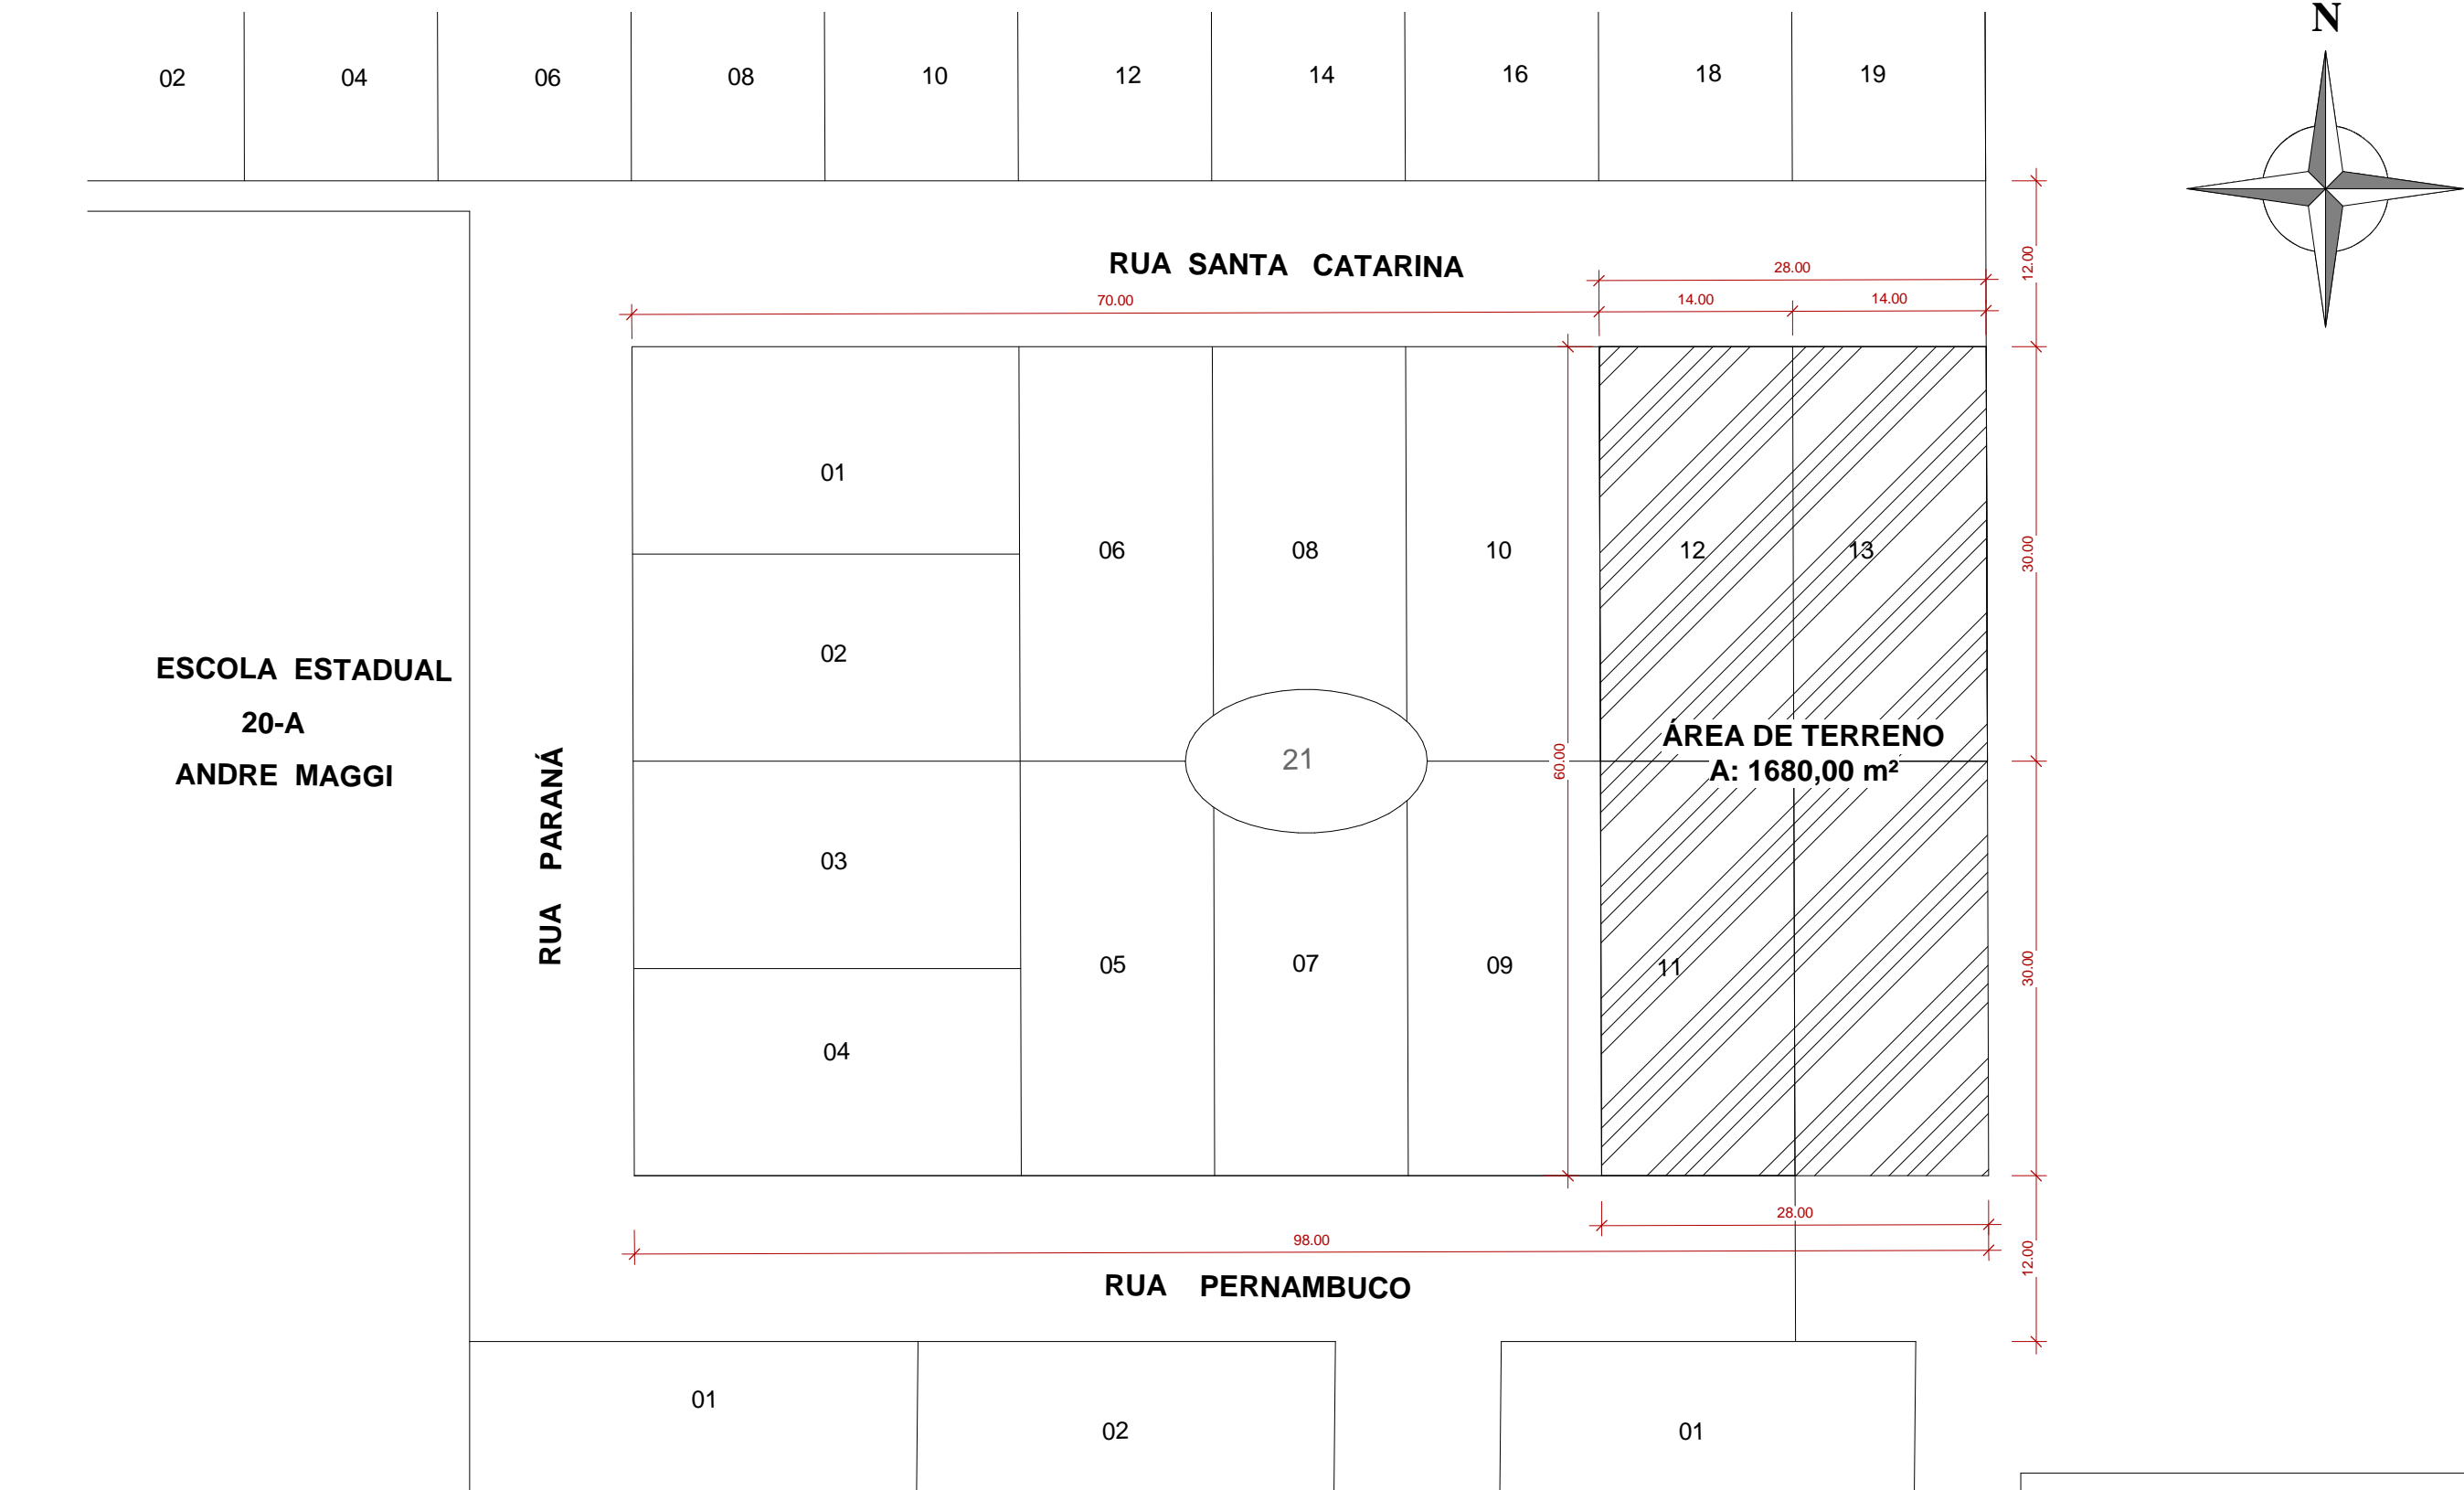 N
02 04 06 08 10 12 14 16 18 19
RUA SANTA CATARINA
12.00
28.00
70.00 14.00 14.00
01
06 08 10 12 13
30.00
02
ESCOLA ESTADUAL
20-A
ANDRE MAGGI
RUA PARANÁ
21
60.00
ÁREA DE TERRENO
A: 1680,00 m²
03
05 07 09 11
30.00
04
28.00
98.00
12.00
RUA PERNAMBUCO
01
02
01